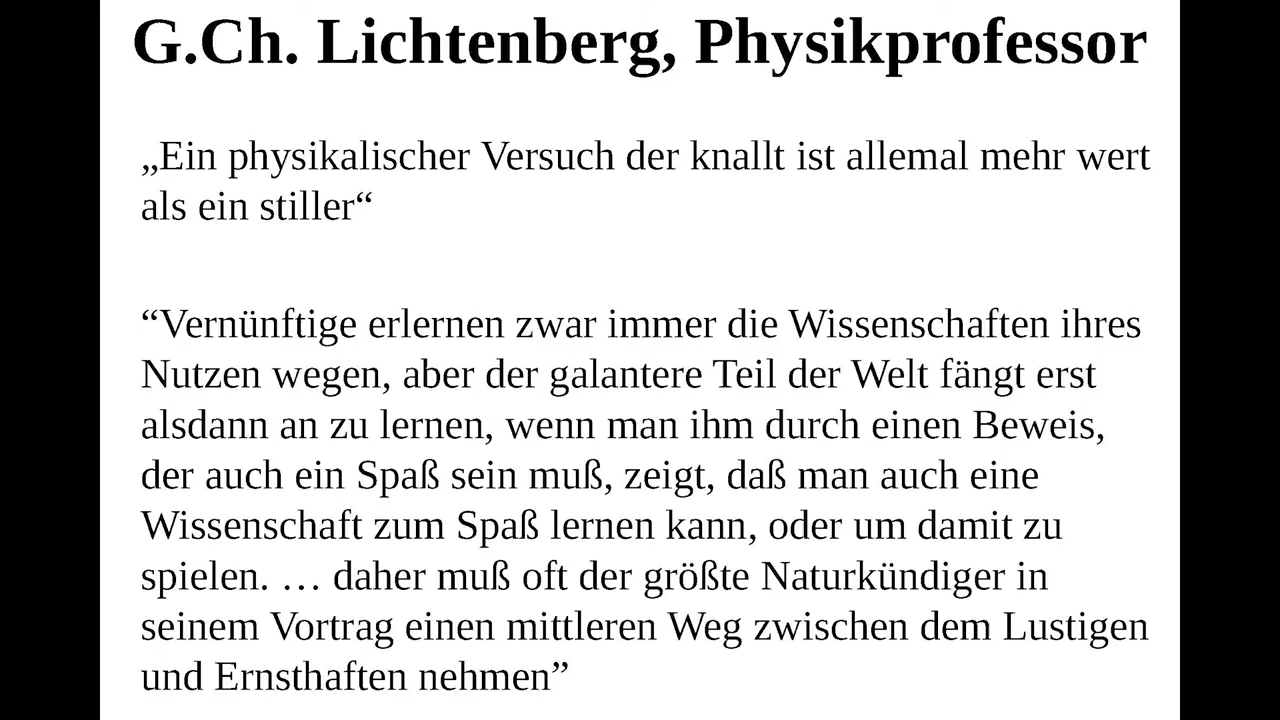 G.Ch. Lichtenberg, Physikprofessor
„Ein physikalischer Versuch der knallt ist allemal mehr wert
als ein stiller“
“Vernünftige erlernen zwar immer die Wissenschaften ihres
Nutzen wegen, aber der galantere Teil der Welt fängt erst
alsdann an zu lernen, wenn man ihm durch einen Beweis,
der auch ein Spaß sein muß, zeigt, daß man auch eine
Wissenschaft zum Spaß lernen kann, oder um damit zu
spielen. … daher muß oft der größte Naturkündiger in
seinem Vortrag einen mittleren Weg zwischen dem Lustigen
und Ernsthaften nehmen”